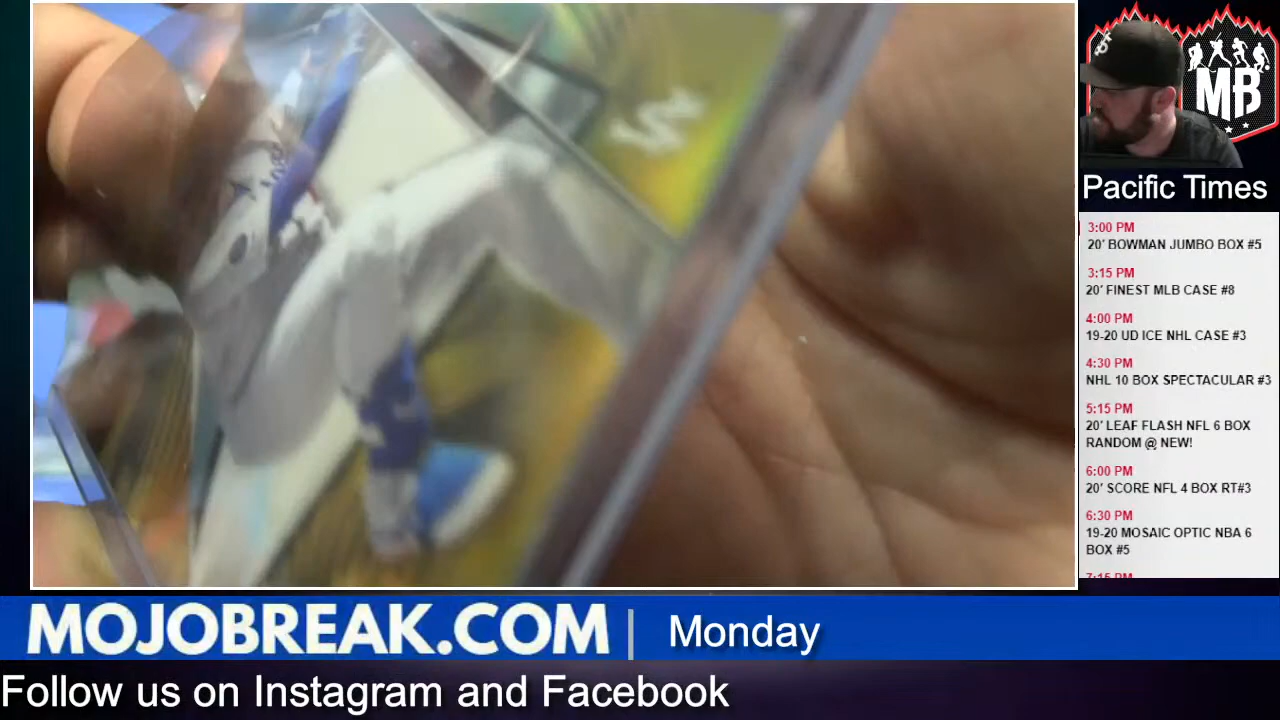 MB
Pacific Times
3:00 PM
20' BOWMAN JUMBO BOX #5
3:15 PM
20' FINEST MLB CASE #8
4:00 PM
19-20 UD ICE NHL CASE #3
4:30 PM
NHL 10 BOX SPECTACULAR #3
5:15 PM
20' LEAF FLASH NFL 6 BOX
RANDOM @ NEW!
6:00 PM
20' SCORE NFL 4 BOX RT#3
6:30 PM
19-20 MOSAIC OPTIC NBA 6
BOX #5
7:15 PM
MOJOBREAK.COM | Monday
Follow us on Instagram and Facebook